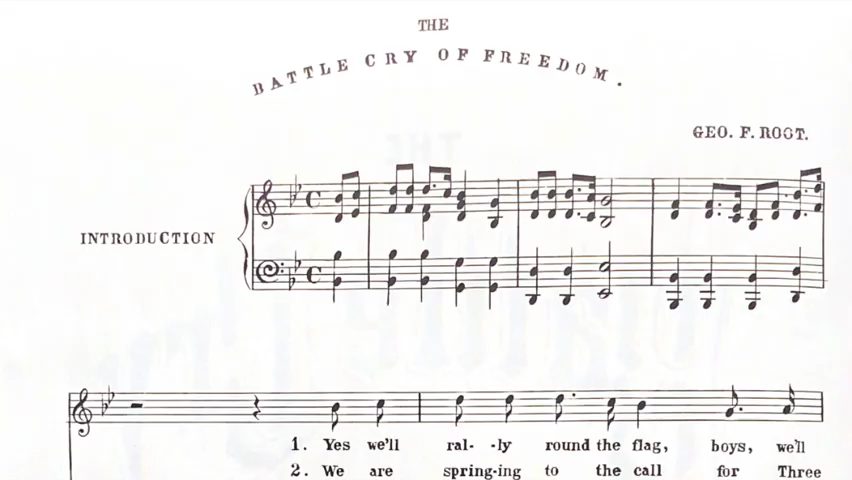 THE
BATTLE CRY OF FREEDOM.
GEO. F. ROOT.
INTRODUCTION
1. Yes we'll ral- -ly round the flag, boys, we'll
2. We are spring-ing to the call for Three